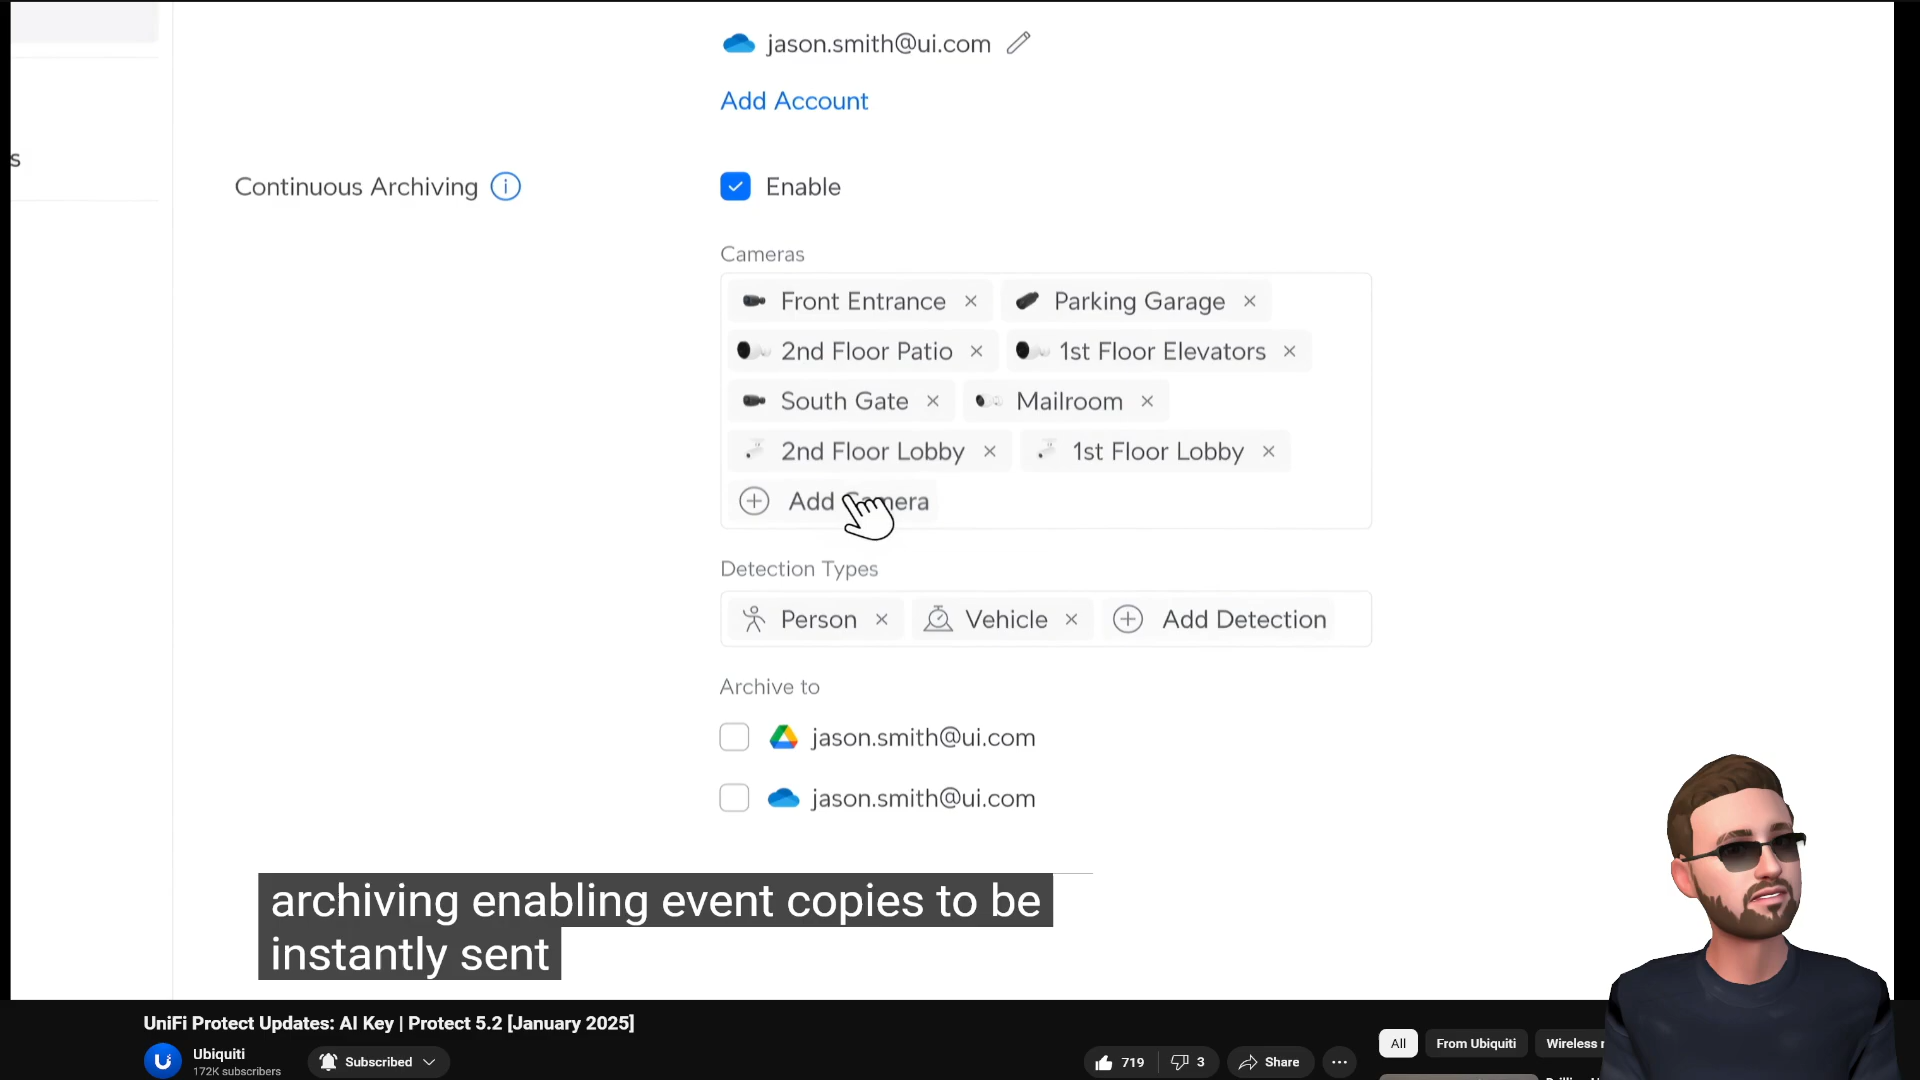 jason.smith@ui.com
Add Account
s
Continuous Archiving
Enable
Cameras
Front Entrance
Parking Garage
2nd Floor Patio
1st Floor Elevators
South Gate
Mailroom
2nd Floor Lobby
1st Floor Lobby
Add Camera
Detection Types
Person
Vehicle
Add Detection
Archive to
jason.smith@ui.com
jason.smith@ui.com
archiving enabling event copies to be
instantly sent
UniFi Protect Updates: AI Key | Protect 5.2 [January 2025]
Ubiquiti
172K subscribers
Subscribed
719
3
Share
All
From Ubiquiti
Wireless